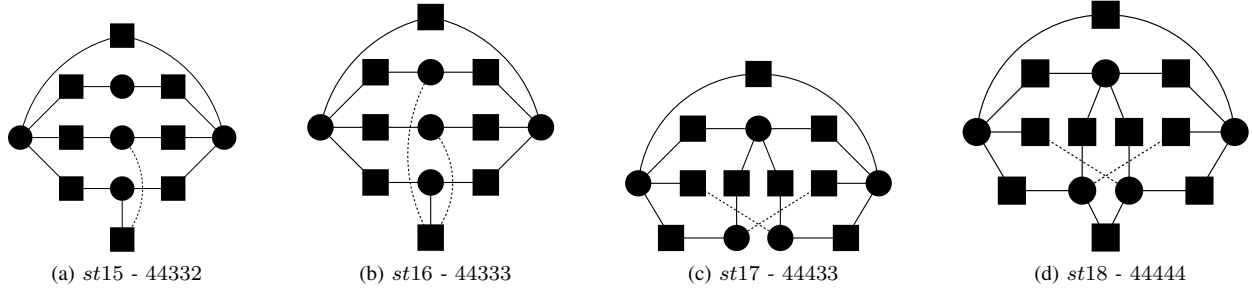 (a) st15 - 44332
(b) st16 - 44333
(c) st17 - 44433
(d) st18 - 44444